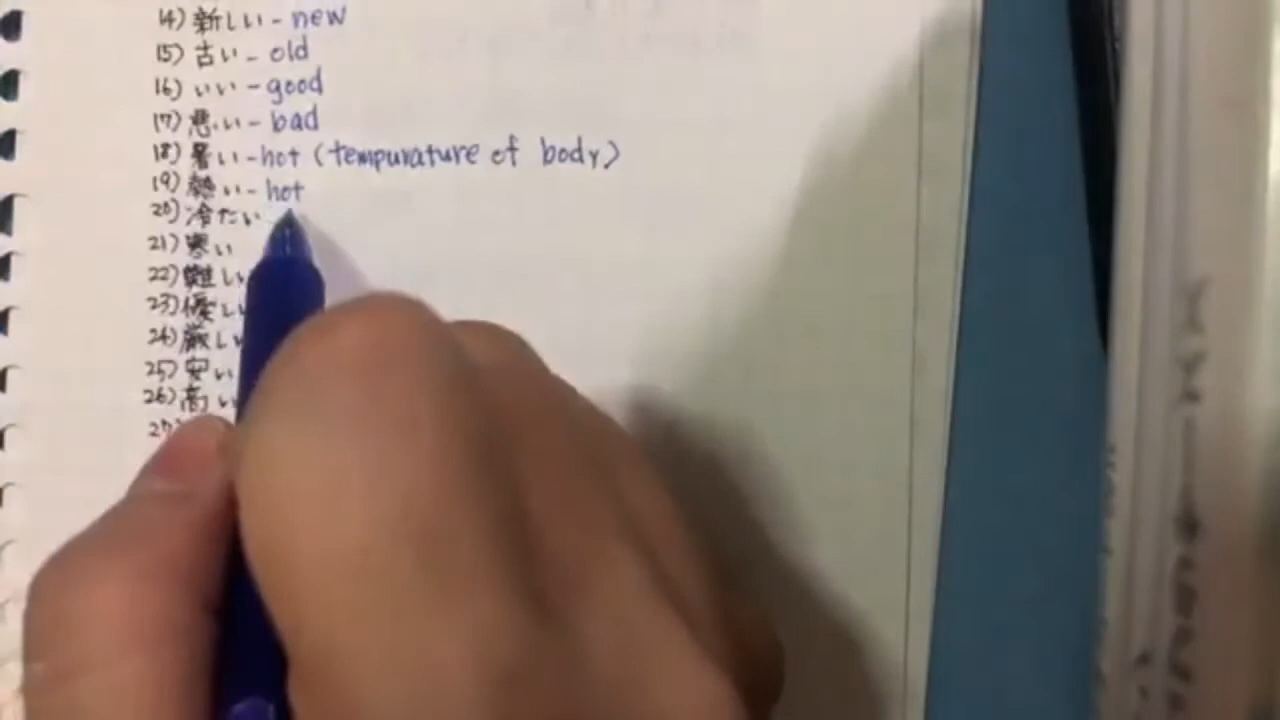 14) 新しい - new
15) 古い - old
16) いい - good
17) 悪い - bad
18) 暑い - hot (tempurature of body)
19) 熱い - hot
20) 冷たい
21) 寒い
22) 難しい
23) 優し
24) 厳し
25) 安い
26) 高い
27)